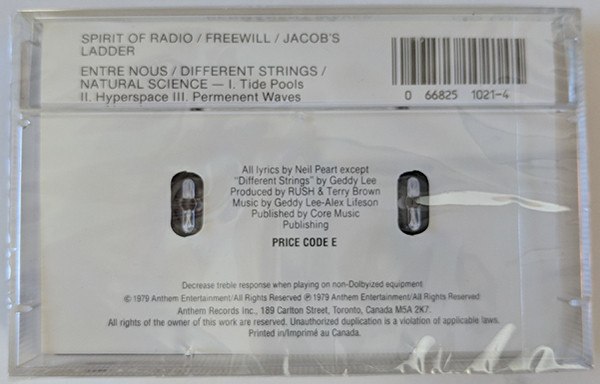 SPIRIT OF RADIO / FREEWILL / JACOB'S
LADDER
ENTRE NOUS / DIFFERENT STRINGS /
NATURAL SCIENCE — I. Tide Pools
II. Hyperspace III. Permenent Waves
0 66825 1021-4
All lyrics by Neil Peart except
"Different Strings" by Geddy Lee
Produced by RUSH & Terry Brown
Music by Geddy Lee-Alex Lifeson
Published by Core Music
Publishing
PRICE CODE E
Decrease treble response when playing on non-Dolbyized equipment
© 1979 Anthem Entertainment/All Rights Reserved ℗ 1979 Anthem Entertainment/All Rights Reserved
Anthem Records Inc., 189 Carlton Street, Toronto, Canada M5A 2K7.
All rights of the owner of this work are reserved. Unauthorized duplication is a violation of applicable laws.
Printed in/Imprimé au Canada.